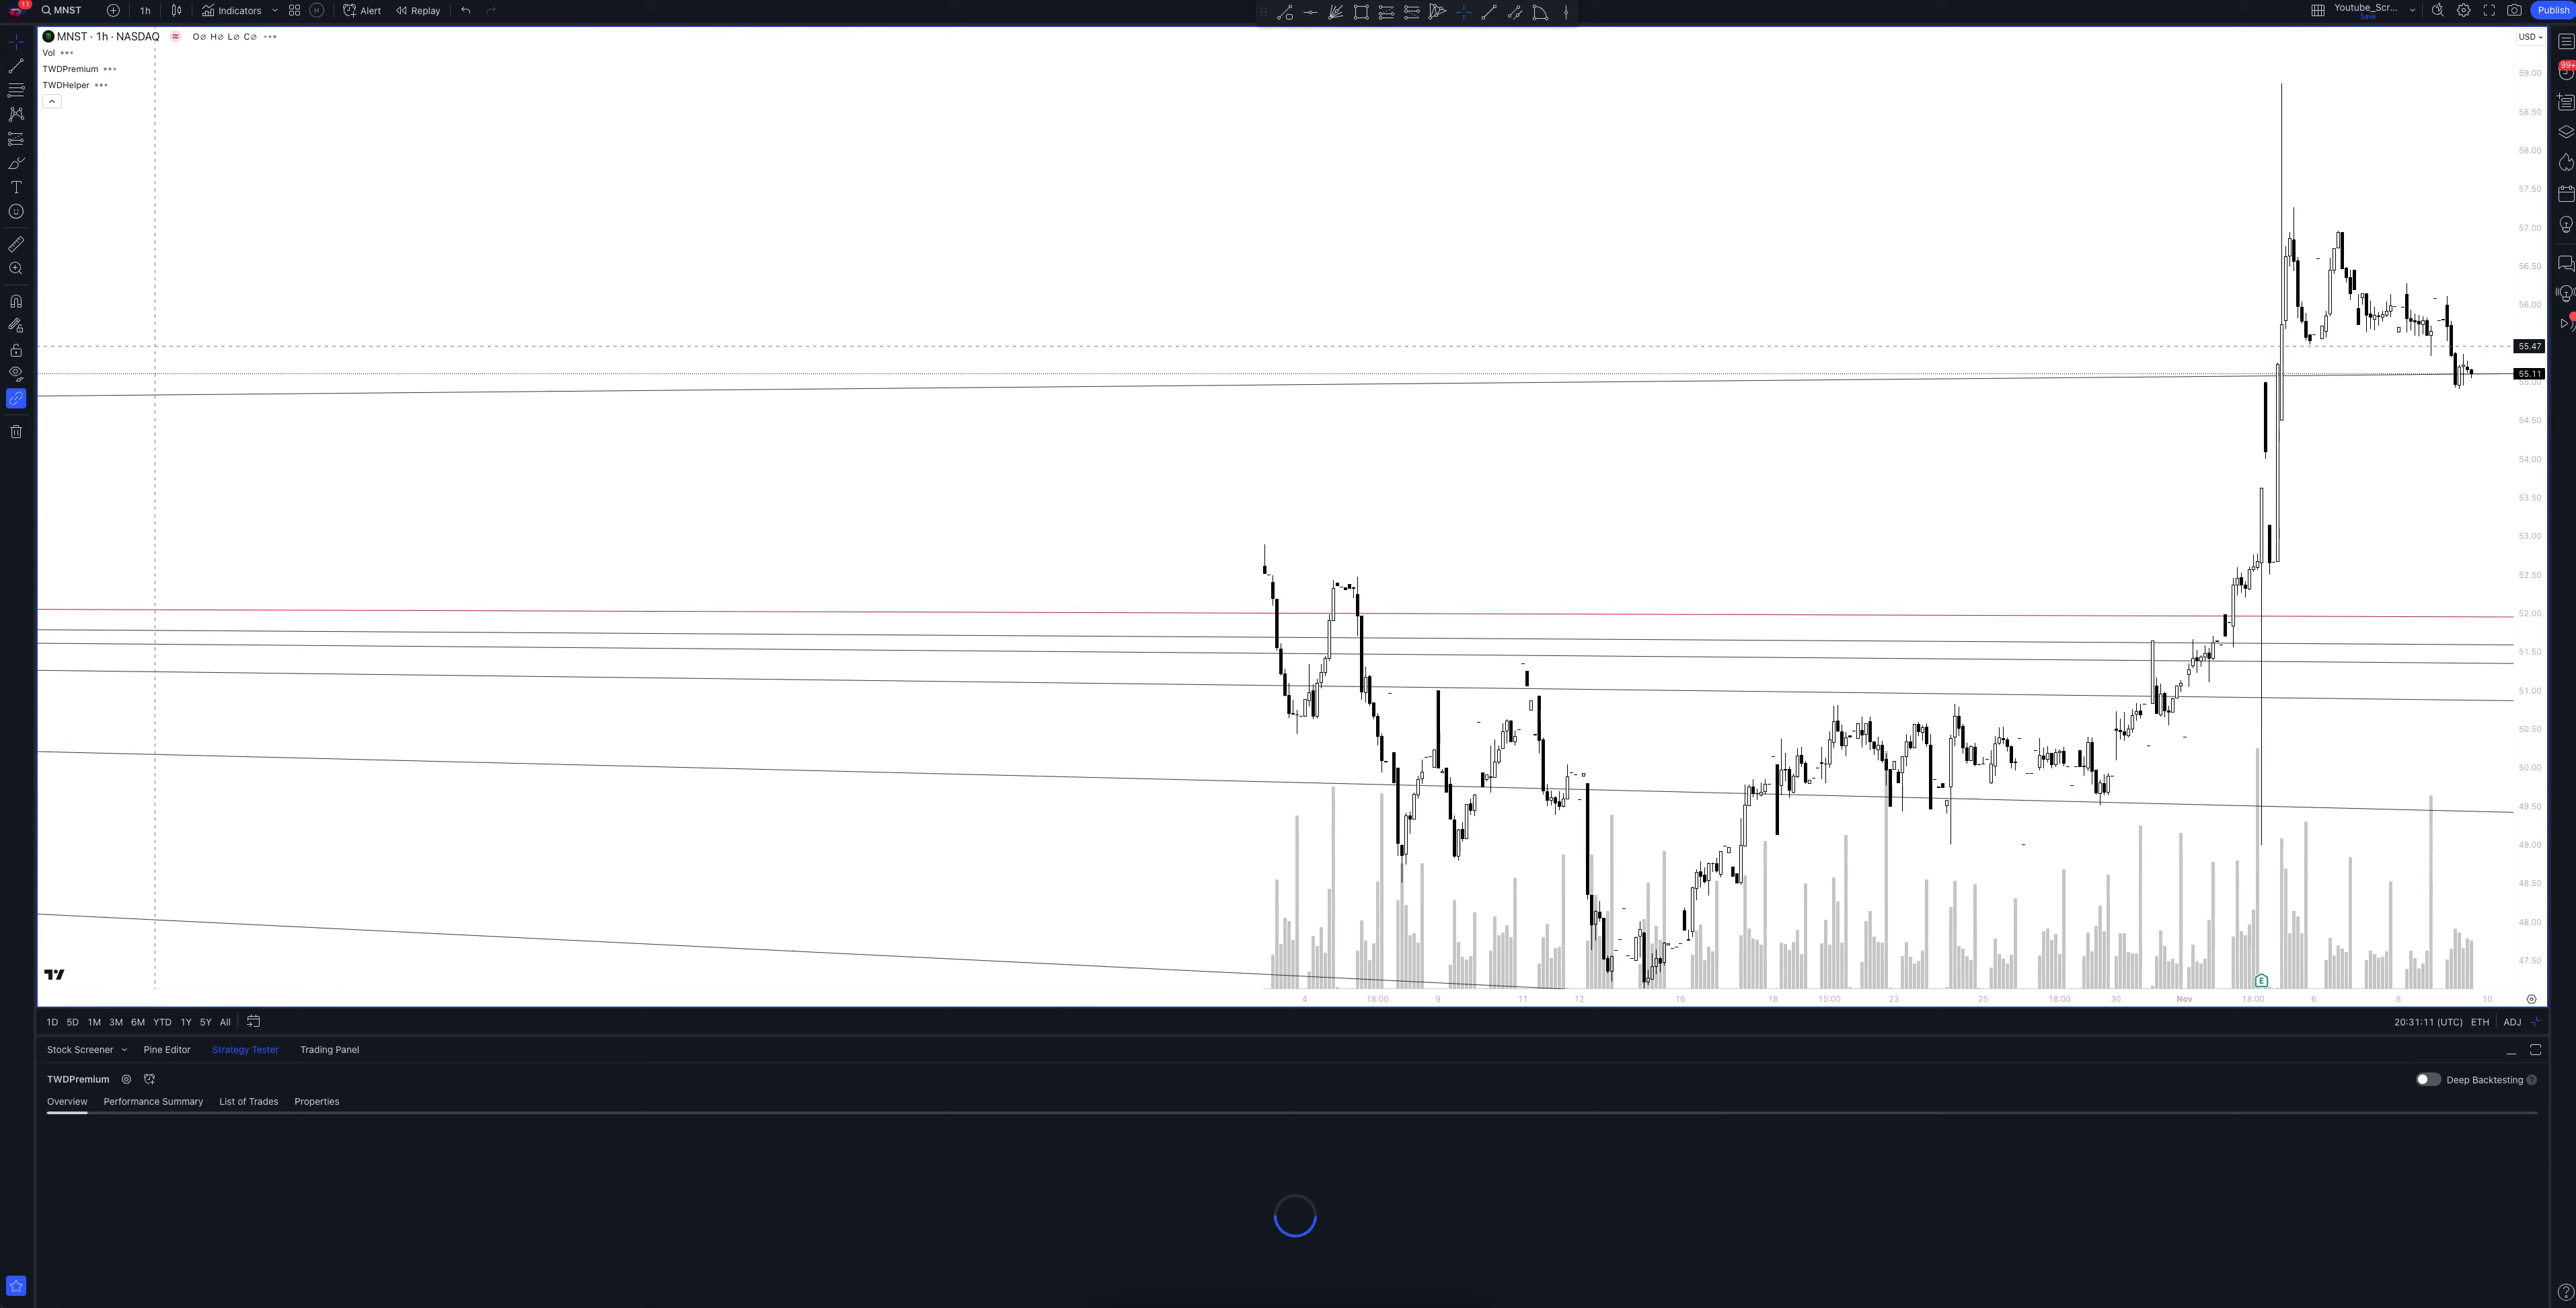 11 MNST 1h Indicators Alert Replay Youtube_Scr... Save Publish
MNST · 1h · NASDAQ O∅ H∅ L∅ C∅
USD
Vol
TWDPremium
TWDHelper
99+
59.00
58.50
58.00
57.50
57.00
56.50
56.00
55.47
55.11
55.00
54.50
54.00
53.50
53.00
52.50
52.00
51.50
51.00
50.50
50.00
49.50
49.00
48.50
48.00
47.50
E
4 18:00 9 11 12 16 18 15:00 23 25 18:00 30 Nov 18:00 6 8 10
1D 5D 1M 3M 6M YTD 1Y 5Y All 20:31:11 (UTC) ETH ADJ
Stock Screener Pine Editor Strategy Tester Trading Panel
TWDPremium Deep Backtesting
Overview Performance Summary List of Trades Properties